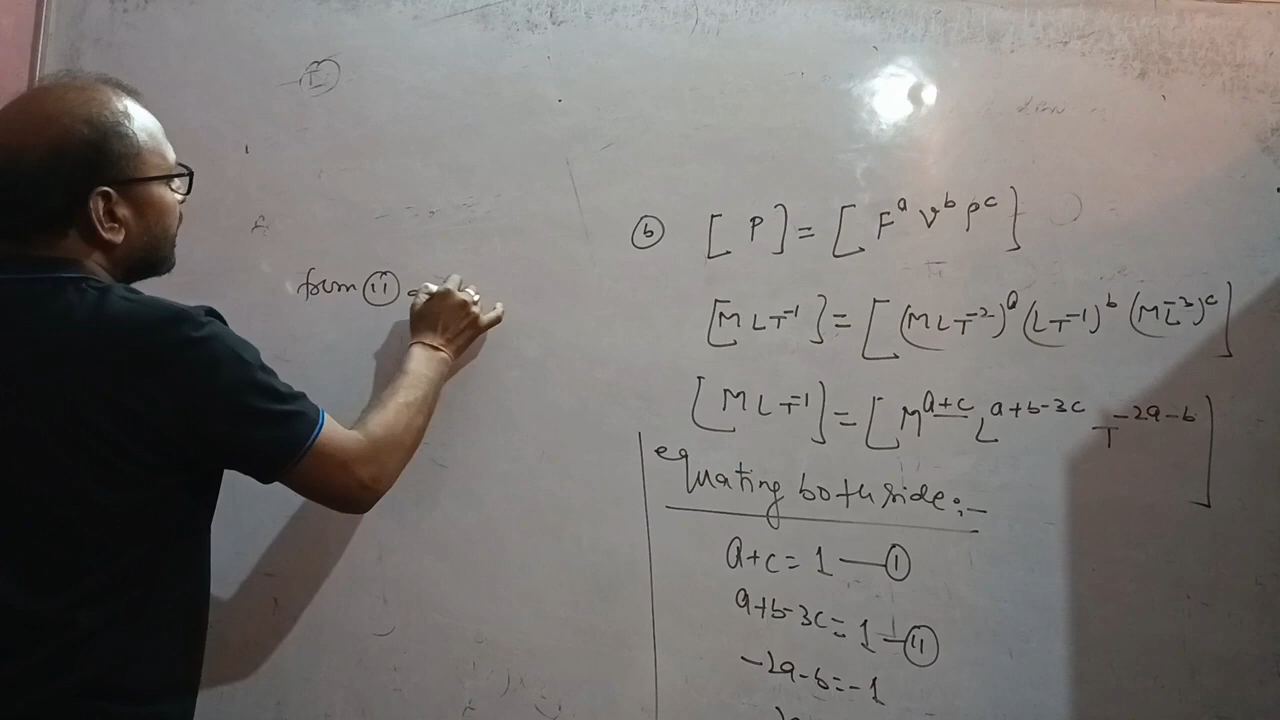 from (ii)
(b) [P] = [F^a v^b ρ^c]
[MLT^-1] = [(MLT^-2)^a (LT^-1)^b (ML^-3)^c]
[MLT^-1] = [M^a+c L^a+b-3c T^-2a-b]
equating both side:-
a+c = 1 — (i)
a+b-3c = 1 — (ii)
-2a-b = -1